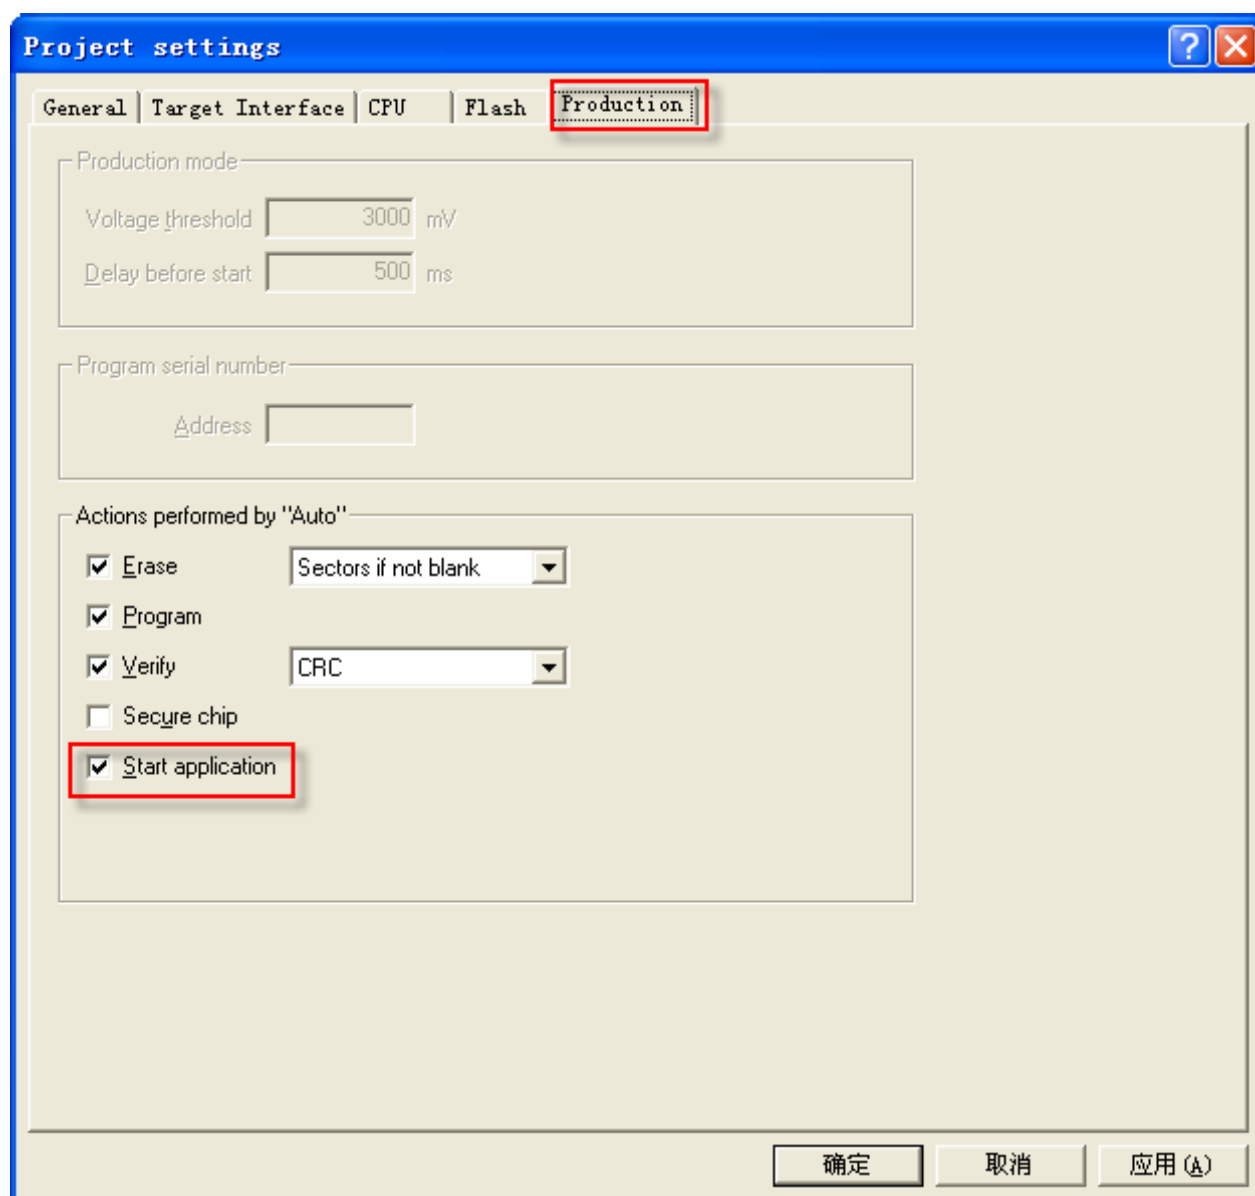 Project settings
General Target Interface CPU Flash Production
Production mode
Voltage threshold 3000 mV
Delay before start 500 ms
Program serial number
Address
Actions performed by "Auto"
Erase Sectors if not blank
Program
Verify CRC
Secure chip
Start application
确定 取消 应用(A)